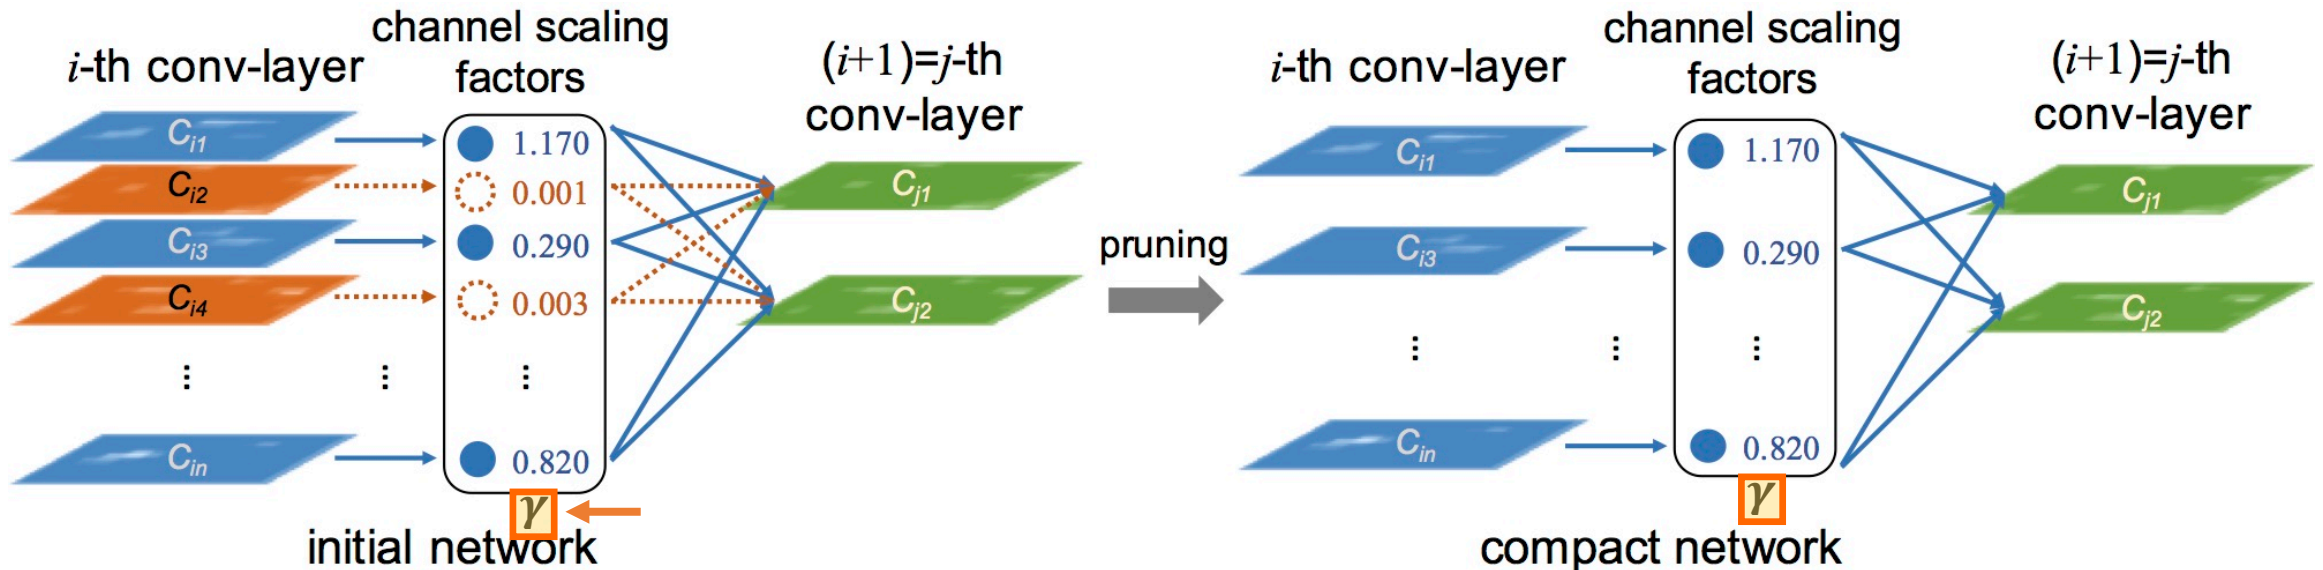 channel scaling
factors
i-th conv-layer
(i+1)=j-th
conv-layer
Ci1
1.170
Ci2
0.001
Ci3
0.290
Ci4
0.003
Cin
0.820
Cj1
Cj2
γ
initial network
pruning
channel scaling
factors
i-th conv-layer
(i+1)=j-th
conv-layer
Ci1
1.170
Ci3
0.290
Cin
0.820
Cj1
Cj2
γ
compact network